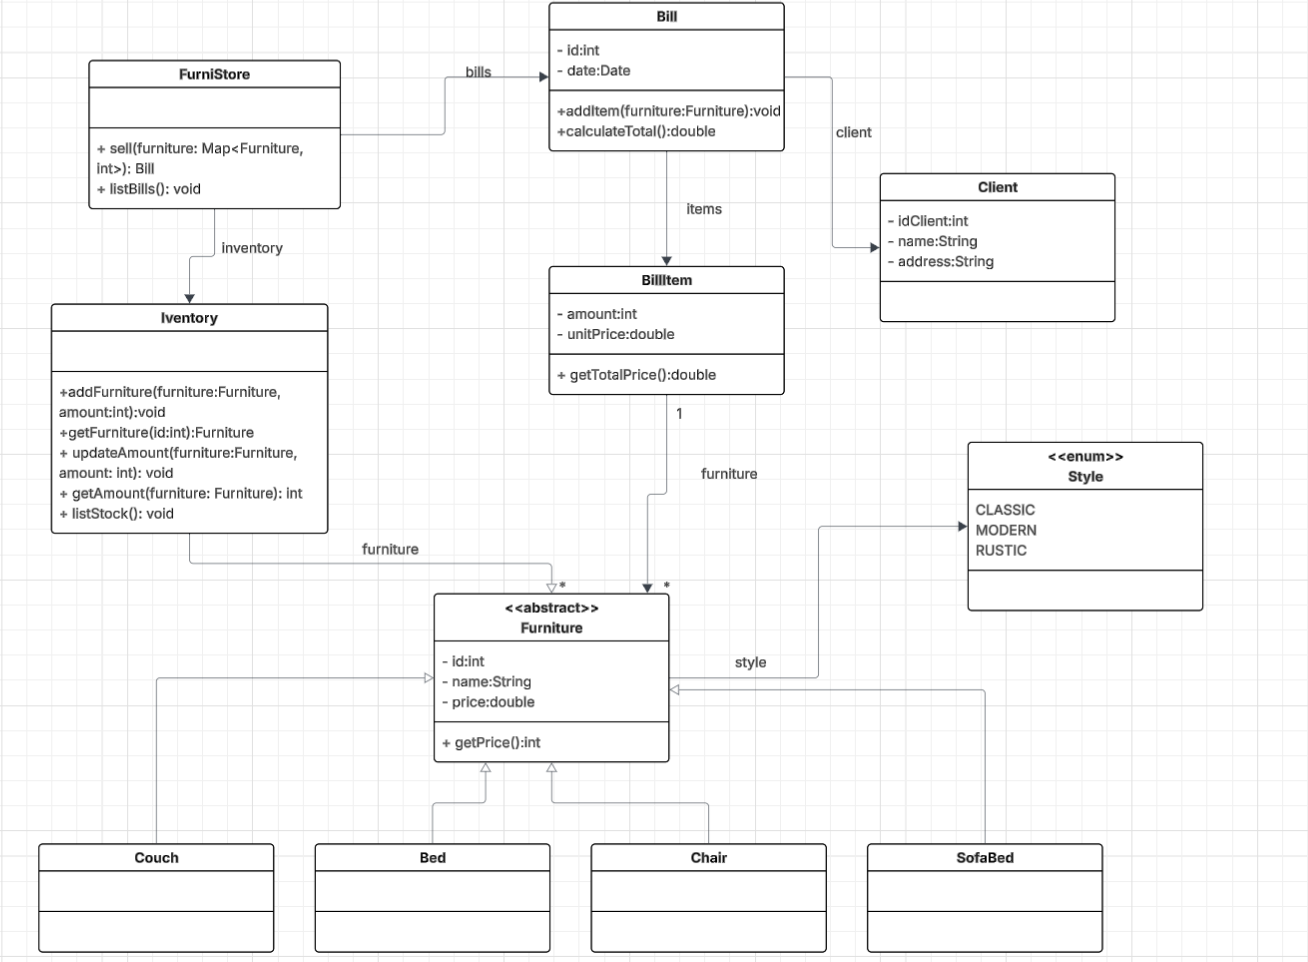 Bill
- id:int
- date:Date
+addItem(furniture:Furniture):void
+calculateTotal():double
FurniStore
+ sell(furniture: Map<Furniture,
int>): Bill
+ listBills(): void
bills
client
Client
- idClient:int
- name:String
- address:String
items
inventory
BillItem
- amount:int
- unitPrice:double
+ getTotalPrice():double
Iventory
+addFurniture(furniture:Furniture,
amount:int):void
+getFurniture(id:int):Furniture
+ updateAmount(furniture:Furniture,
amount: int): void
+ getAmount(furniture: Furniture): int
+ listStock(): void
1
furniture
<<enum>>
Style
CLASSIC
MODERN
RUSTIC
furniture
*
*
<<abstract>>
Furniture
- id:int
- name:String
- price:double
+ getPrice():int
style
Couch
Bed
Chair
SofaBed